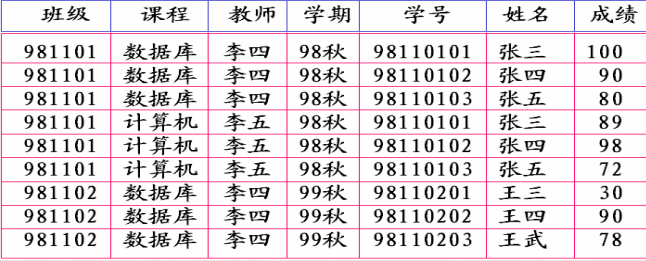 班级 课程 教师 学期 学号 姓名 成绩
981101 数据库 李四 98秋 98110101 张三 100
981101 数据库 李四 98秋 98110102 张四 90
981101 数据库 李四 98秋 98110103 张五 80
981101 计算机 李五 98秋 98110101 张三 89
981101 计算机 李五 98秋 98110102 张四 98
981101 计算机 李五 98秋 98110103 张五 72
981102 数据库 李四 99秋 98110201 王三 30
981102 数据库 李四 99秋 98110202 王四 90
981102 数据库 李四 99秋 98110203 王武 78